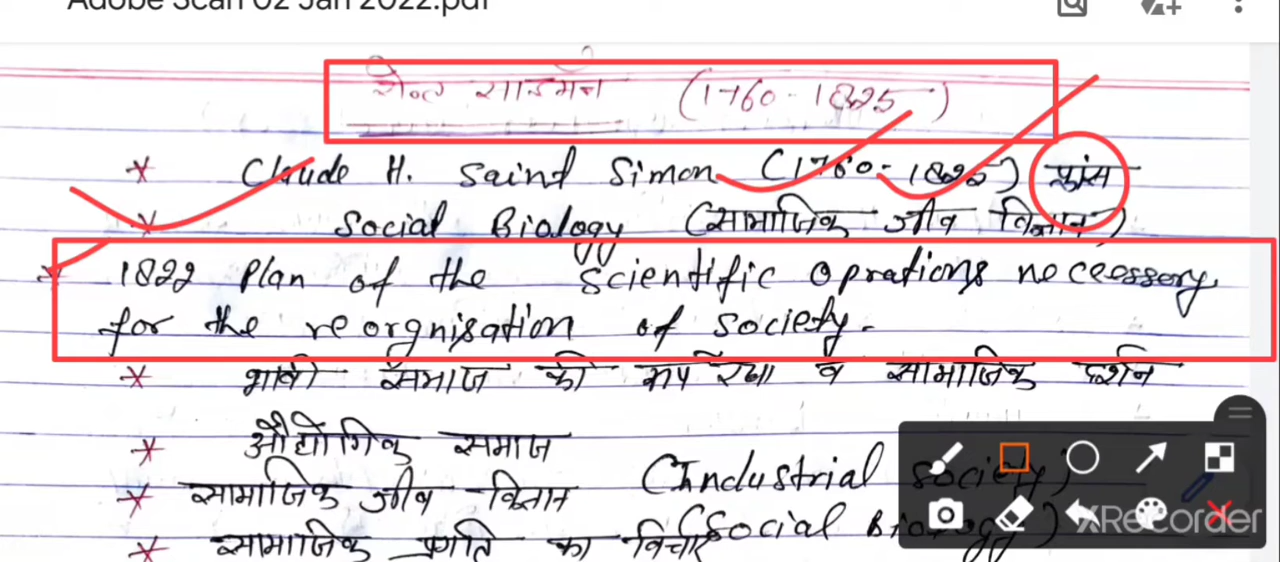 Adobe Scan 02 Jan 2022.pdf
सेन्ट साइमन (1760-1825)
* Claude H. Saint Simon (1760-1825) फ्रांस
* Social Biology (सामाजिक जीव विज्ञान)
* 1822 Plan of the scientific Oprations necessory
for the reorgnisation of society.
* भावी समाज की रूप रेखा व सामाजिक दर्शन
* औद्योगिक समाज
(Industrial Society)
* सामाजिक जीव-विज्ञान
(Social Biology)
* सामाजिक प्रगति का विचार
XRecorder